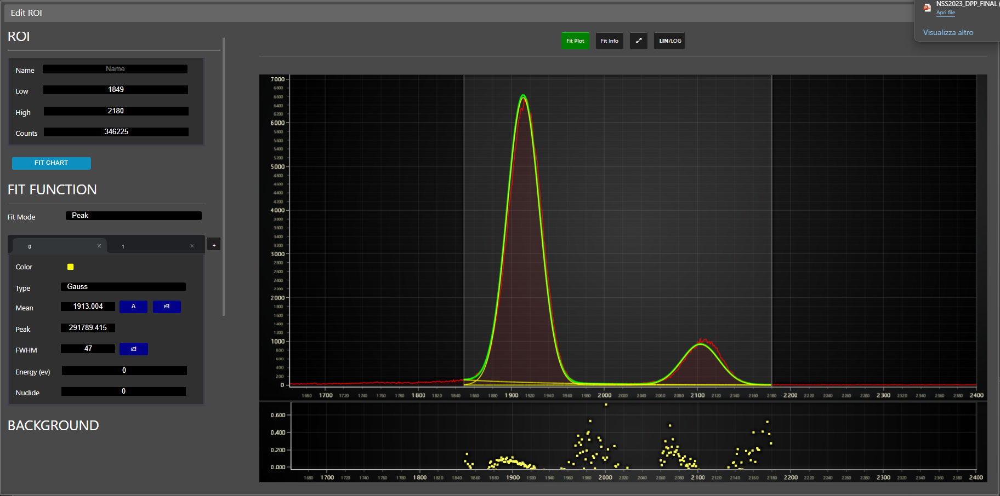 Edit ROI
NSS2023_DPP_FINAL (
Apri file
Visualizza altro
ROI
Name Name
Low 1849
High 2180
Counts 346225
FIT CHART
FIT FUNCTION
Fit Mode Peak
0 × 1 × +
Color
Type Gauss
Mean 1913.004 A
Peak 291789.415
FWHM 47
Energy (ev) 0
Nuclide 0
BACKGROUND
Fit Plot Fit Info LIN/LOG
7000
6800
6600
6400
6200
6000
5800
5600
5400
5200
5000
4800
4600
4400
4200
4000
3800
3600
3400
3200
3000
2800
2600
2400
2200
2000
1800
1600
1400
1200
1000
800
600
400
200
0
1680 1700 1720 1740 1760 1780 1800 1820 1840 1860 1880 1900 1920 1940 1960 1980 2000 2020 2040 2060 2080 2100 2120 2140 2160 2180 2200 2220 2240 2260 2280 2300 2320 2340 2360 2380 2400
0.600
0.400
0.200
0.000
1680 1700 1720 1740 1760 1780 1800 1820 1840 1860 1880 1900 1920 1940 1960 1980 2000 2020 2040 2060 2080 2100 2120 2140 2160 2180 2200 2220 2240 2260 2280 2300 2320 2340 2360 2380 2400